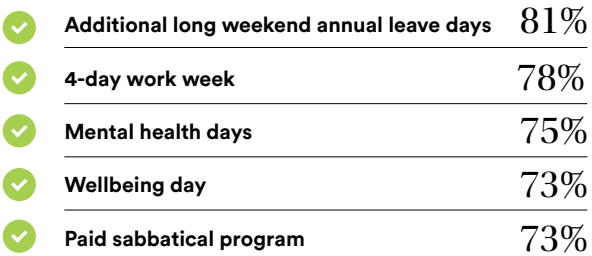 Additional long weekend annual leave days 81%
4-day work week 78%
Mental health days 75%
Wellbeing day 73%
Paid sabbatical program 73%